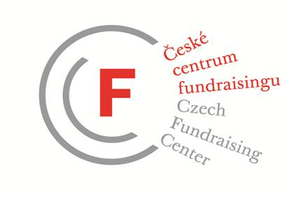 F
České
centrum
fundraisingu
Czech
Fundraising
Center